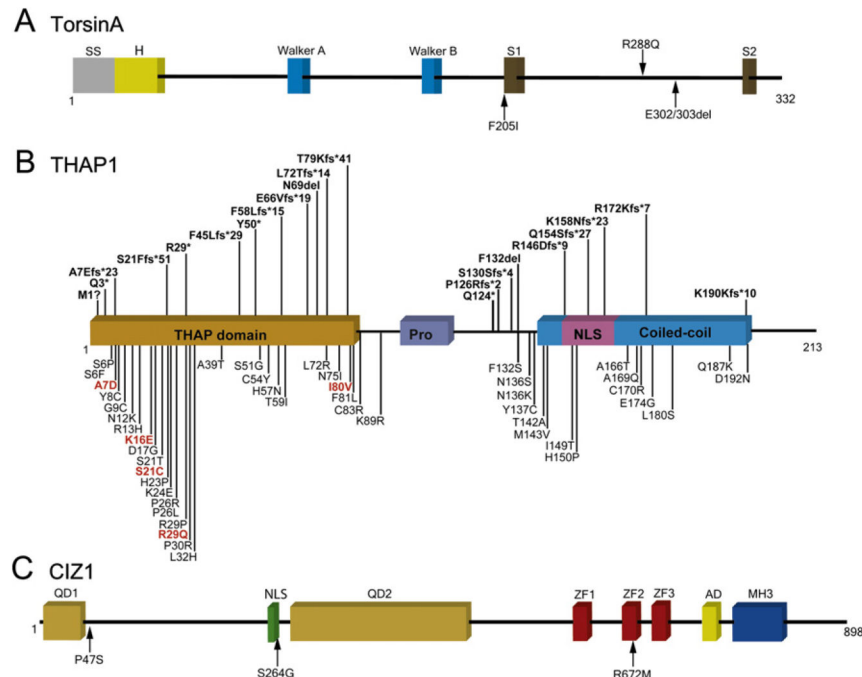 A TorsinA
SS
H
Walker A
Walker B
S1
R288Q
S2
1
332
F205I
E302/303del
B THAP1
T79Kfs*41
L72Tfs*14
N69del
E66Vfs*19
F58Lfs*15
Y50*
F45Lfs*29
R29*
S21Ffs*51
A7Efs*23
Q3*
M1?
R172Kfs*7
K158Nfs*23
Q154Sfs*27
R146Dfs*9
F132del
S130Sfs*4
P126Rfs*2
Q124*
K190Kfs*10
THAP domain
Pro
NLS
Coiled-coil
1
213
S6P
S6F
A7D
Y8C
G9C
N12K
R13H
K16E
D17G
S21T
S21C
H23P
K24E
P26R
P26L
R29P
R29Q
P30R
L32H
A39T
S51G
C54Y
H57N
T59I
L72R
N75I
I80V
F81L
C83R
K89R
F132S
N136S
N136K
Y137C
T142A
M143V
I149T
H150P
A166T
A169Q
C170R
E174G
L180S
Q187K
D192N
C CIZ1
QD1
NLS
QD2
ZF1
ZF2
ZF3
AD
MH3
1
898
P47S
S264G
R672M